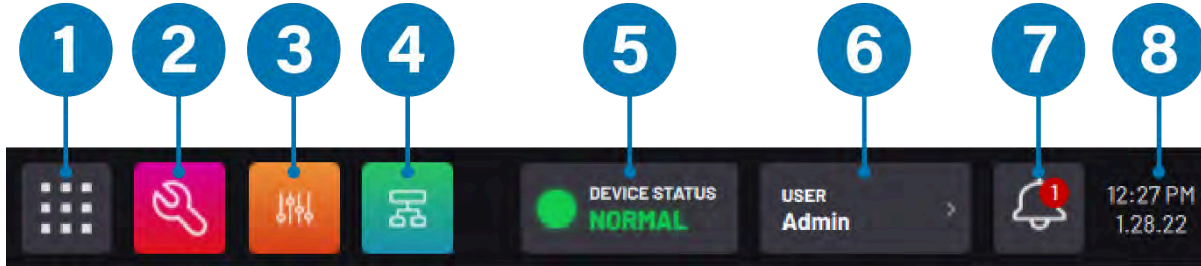 1 2 3 4 5 6 7 8
DEVICE STATUS
NORMAL
USER
Admin
1
12:27 PM
1.28.22